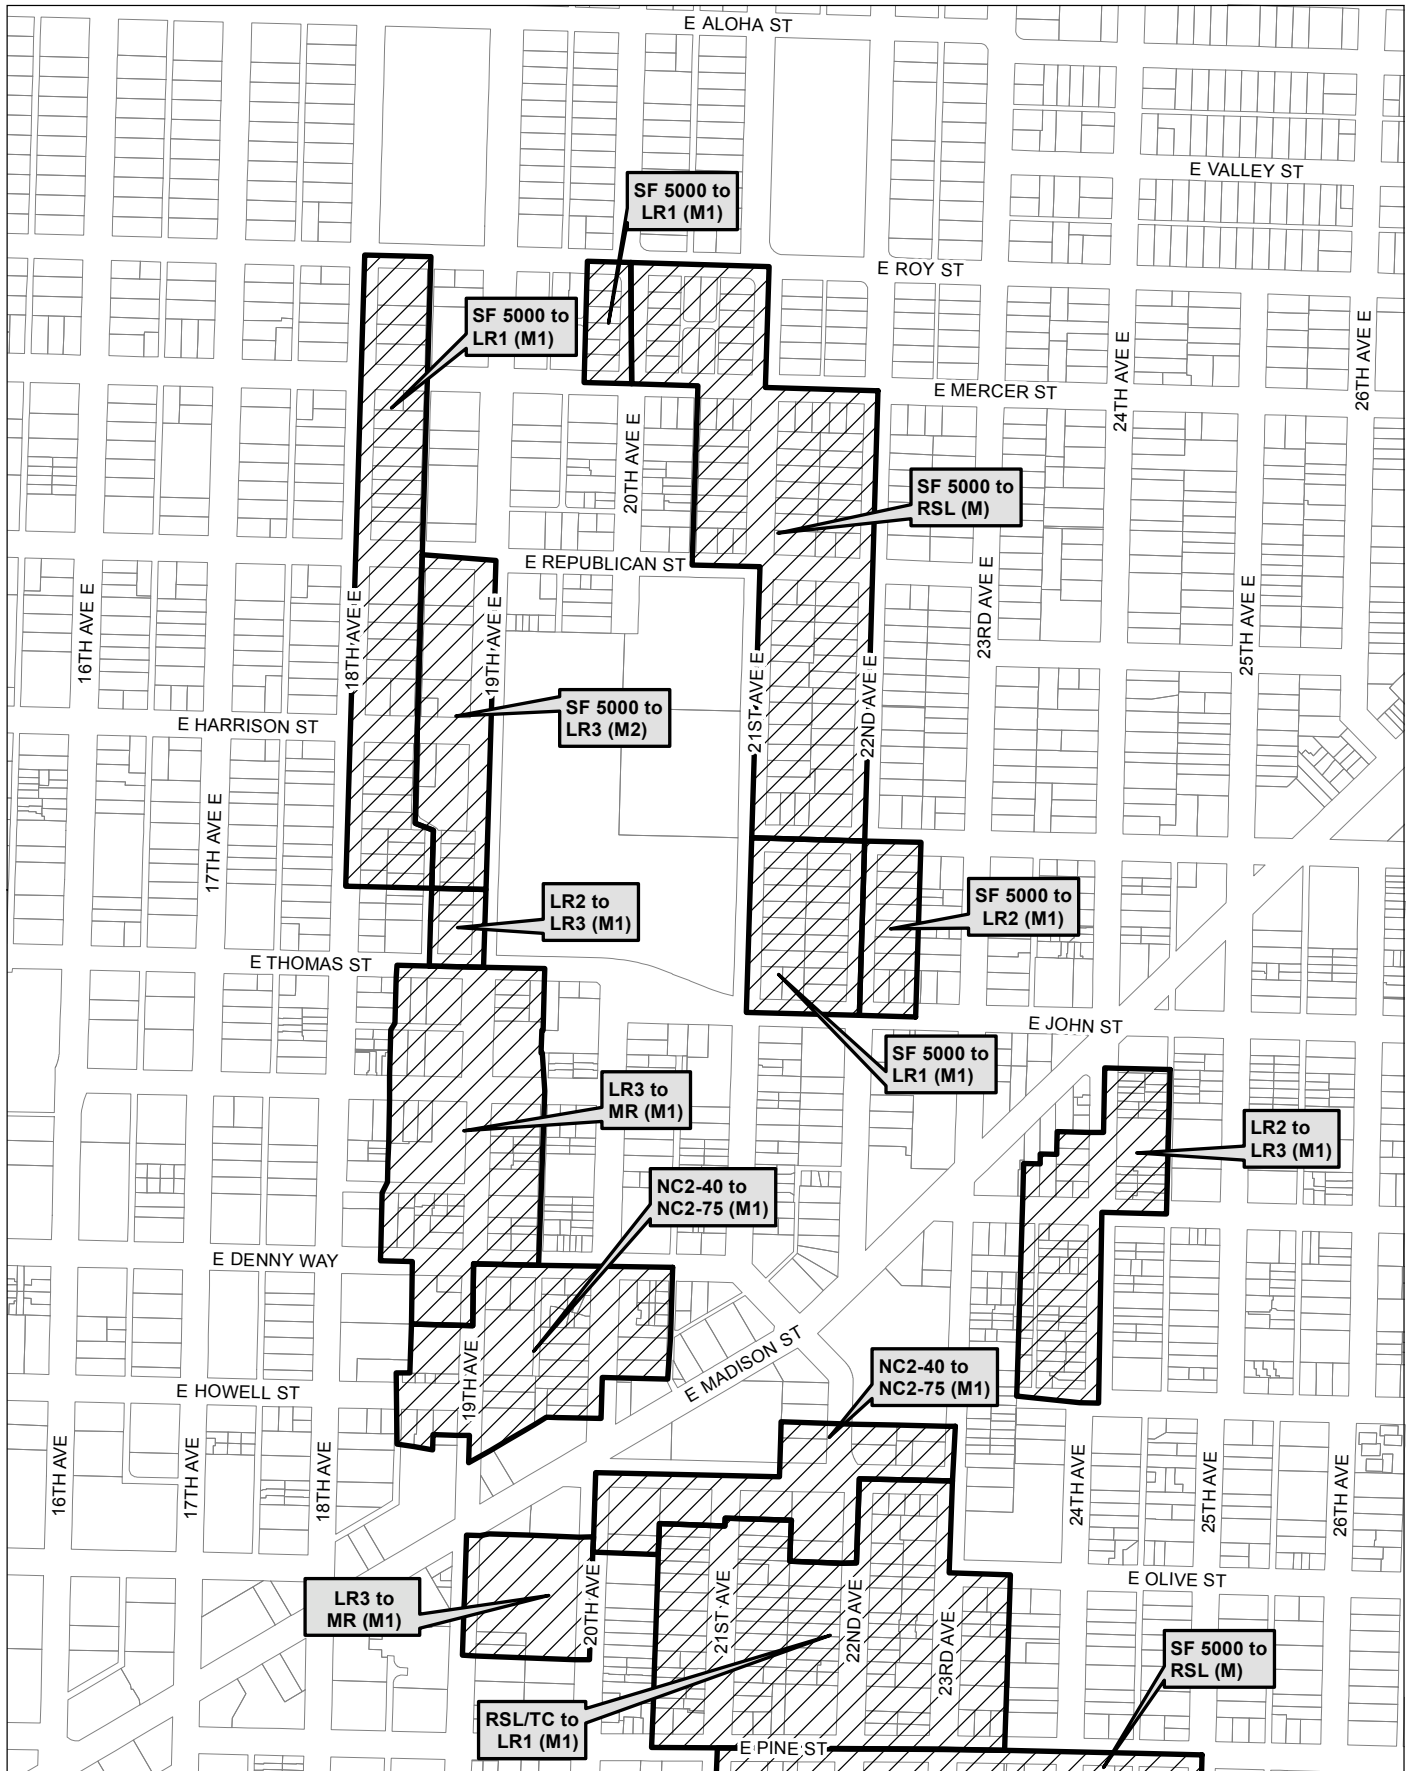 E ALOHA ST
E VALLEY ST
SF 5000 to
LR1 (M1)
E ROY ST
SF 5000 to
LR1 (M1)
26TH AVE E
24TH AVE E
E MERCER ST
20TH AVE E
SF 5000 to
RSL (M)
E REPUBLICAN ST
23RD AVE E
25TH AVE E
16TH AVE E
18TH AVE E
19TH AVE E
21ST AVE E
22ND AVE E
SF 5000 to
LR3 (M2)
E HARRISON ST
17TH AVE E
LR2 to
LR3 (M1)
SF 5000 to
LR2 (M1)
E THOMAS ST
E JOHN ST
SF 5000 to
LR1 (M1)
LR3 to
MR (M1)
LR2 to
LR3 (M1)
NC2-40 to
NC2-75 (M1)
E DENNY WAY
E MADISON ST
NC2-40 to
NC2-75 (M1)
E HOWELL ST
19TH AVE
16TH AVE
17TH AVE
18TH AVE
24TH AVE
25TH AVE
26TH AVE
E OLIVE ST
LR3 to
MR (M1)
20TH AVE
21ST AVE
22ND AVE
23RD AVE
SF 5000 to
RSL (M)
RSL/TC to
LR1 (M1)
E PINE ST